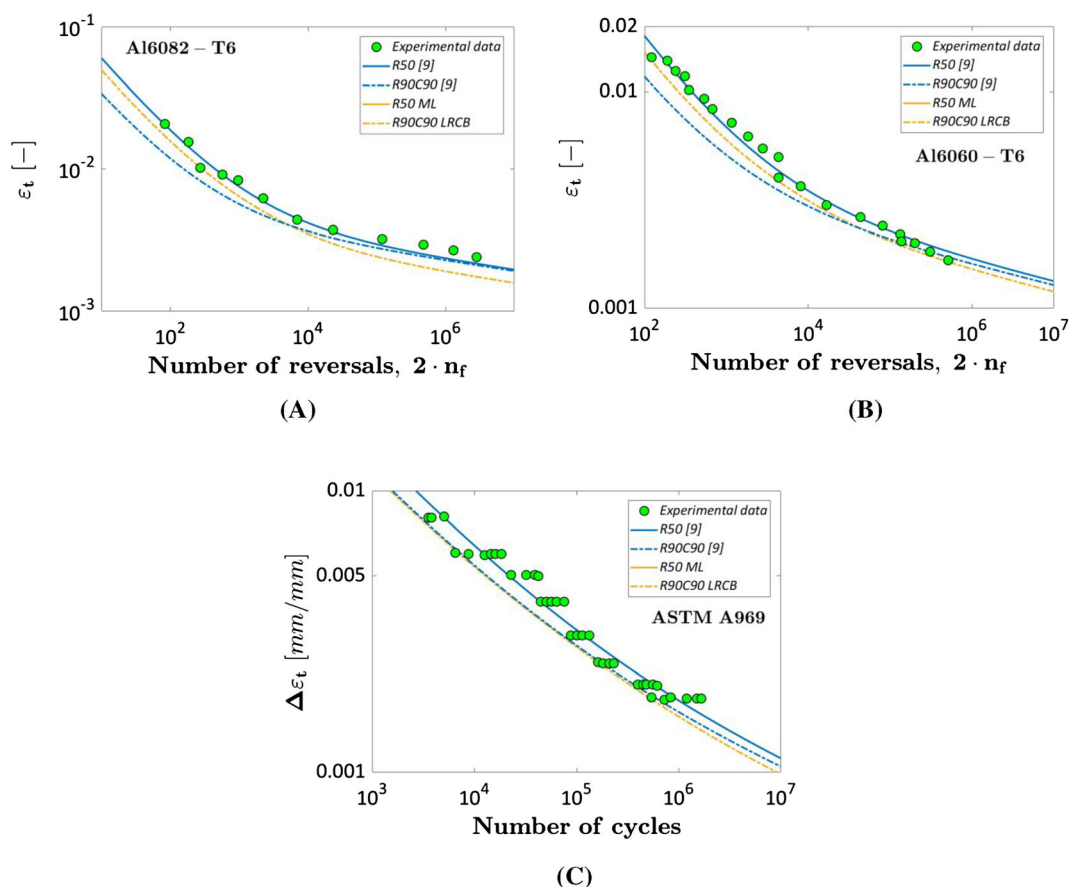 10^-1
Al6082 – T6
Experimental data
R50 [9]
R90C90 [9]
R50 ML
R90C90 LRCB
10^-2
ε_t [–]
10^-3
10^2
10^4
10^6
Number of reversals, 2 · n_f
(A)
0.02
Experimental data
R50 [9]
R90C90 [9]
R50 ML
R90C90 LRCB
0.01
Al6060 – T6
ε_t [–]
0.001
10^2
10^4
10^6
10^7
Number of reversals, 2 · n_f
(B)
0.01
Experimental data
R50 [9]
R90C90 [9]
R50 ML
R90C90 LRCB
0.005
ASTM A969
Δε_t [mm/mm]
0.001
10^3
10^4
10^5
10^6
10^7
Number of cycles
(C)